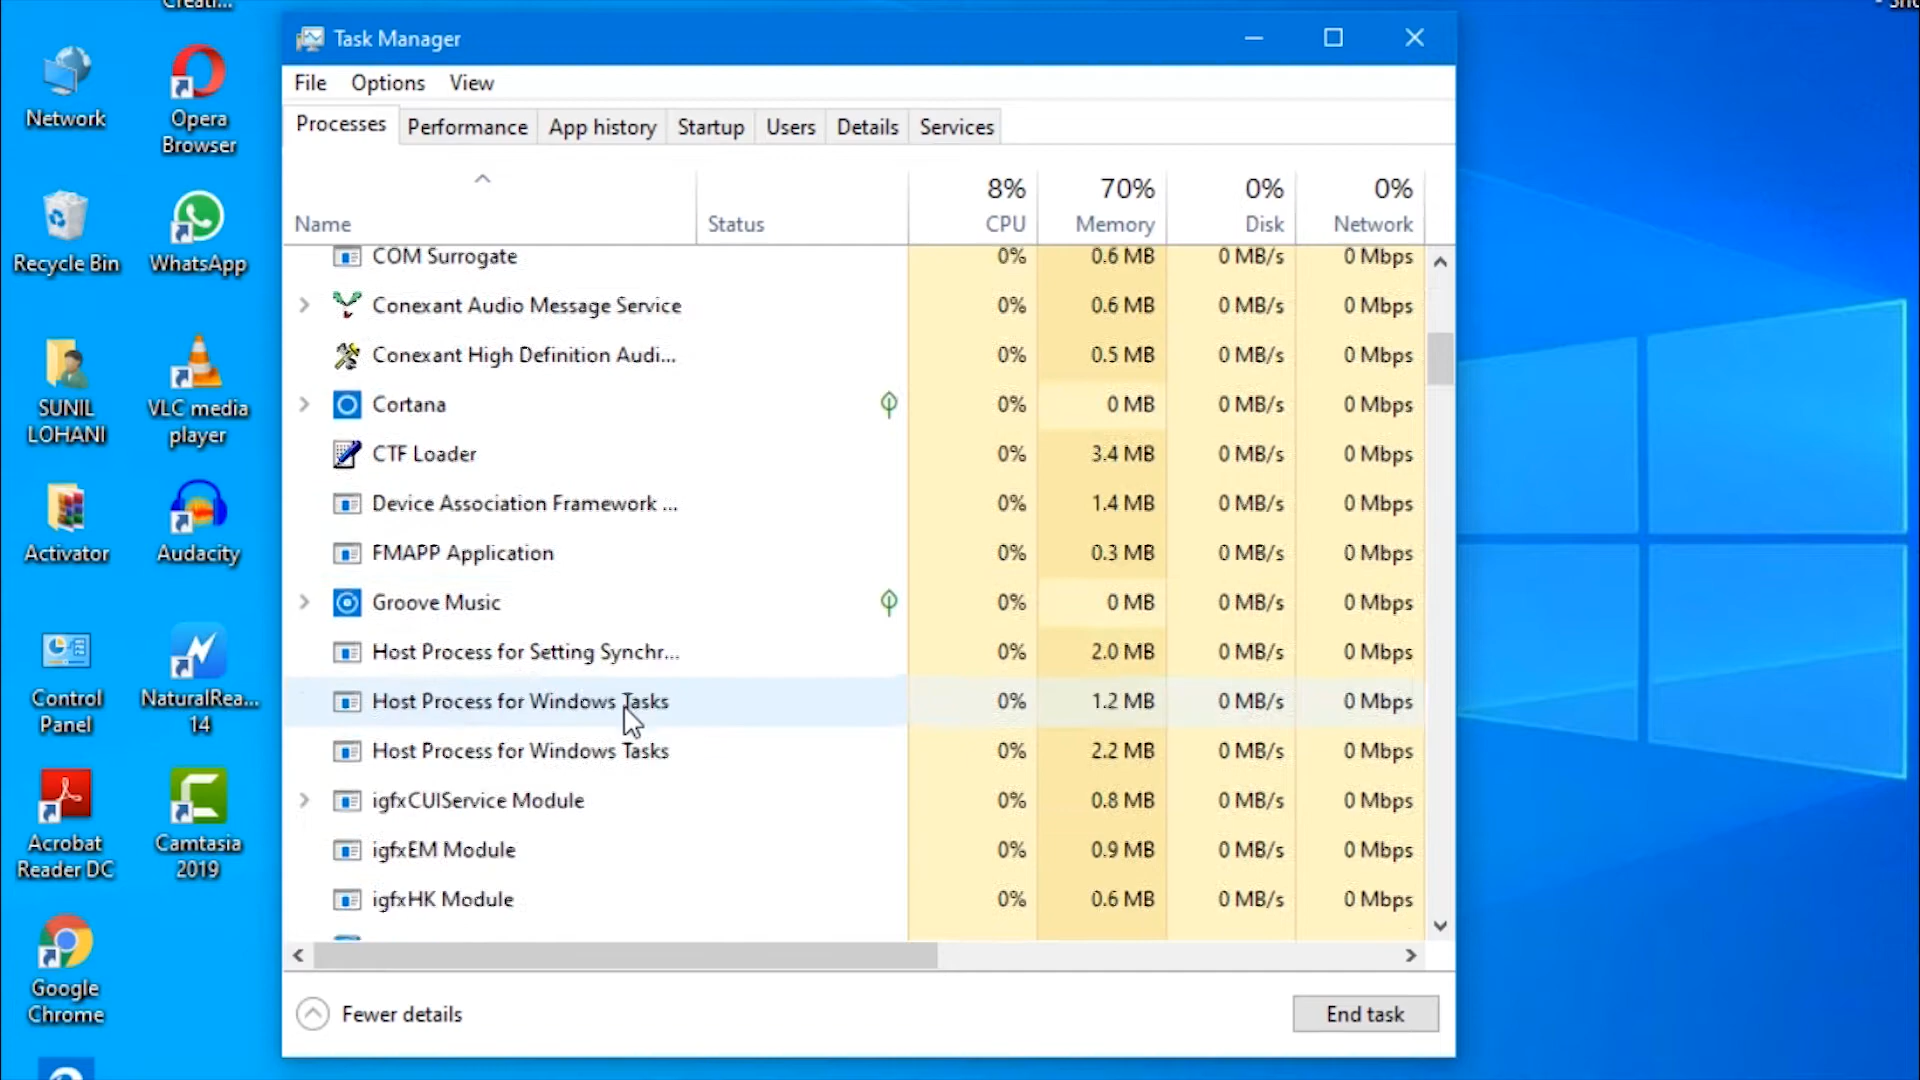 Creati...
Network
Opera
Browser
Recycle Bin
WhatsApp
SUNIL
LOHANI
VLC media
player
Activator
Audacity
Control
Panel
NaturalRea...
14
Acrobat
Reader DC
Camtasia
2019
Google
Chrome
Task Manager
File Options View
Processes Performance App history Startup Users Details Services
8% 70% 0% 0%
Name Status CPU Memory Disk Network
COM Surrogate 0% 0.6 MB 0 MB/s 0 Mbps
Conexant Audio Message Service 0% 0.6 MB 0 MB/s 0 Mbps
Conexant High Definition Audi... 0% 0.5 MB 0 MB/s 0 Mbps
Cortana 0% 0 MB 0 MB/s 0 Mbps
CTF Loader 0% 3.4 MB 0 MB/s 0 Mbps
Device Association Framework ... 0% 1.4 MB 0 MB/s 0 Mbps
FMAPP Application 0% 0.3 MB 0 MB/s 0 Mbps
Groove Music 0% 0 MB 0 MB/s 0 Mbps
Host Process for Setting Synchr... 0% 2.0 MB 0 MB/s 0 Mbps
Host Process for Windows Tasks 0% 1.2 MB 0 MB/s 0 Mbps
Host Process for Windows Tasks 0% 2.2 MB 0 MB/s 0 Mbps
igfxCUIService Module 0% 0.8 MB 0 MB/s 0 Mbps
igfxEM Module 0% 0.9 MB 0 MB/s 0 Mbps
igfxHK Module 0% 0.6 MB 0 MB/s 0 Mbps
Fewer details End task